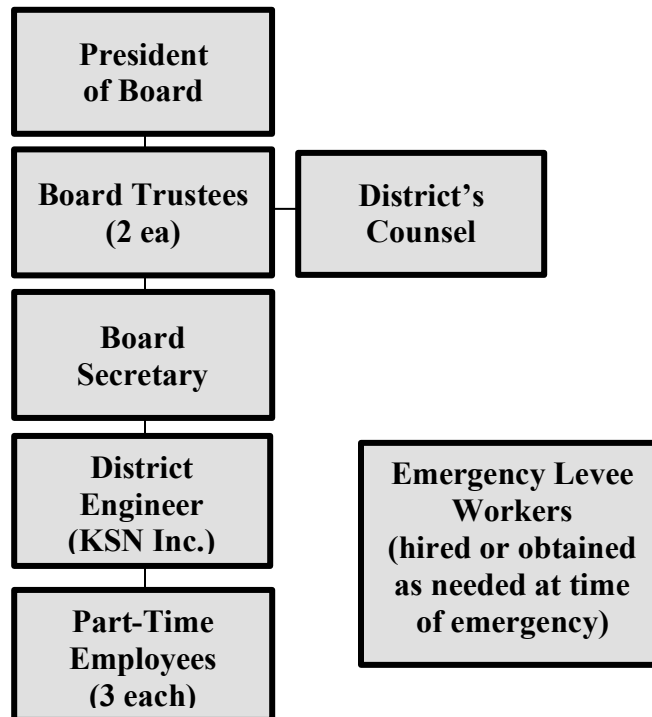 President
of Board
Board Trustees
(2 ea)
District’s
Counsel
Board
Secretary
District
Engineer
(KSN Inc.)
Emergency Levee
Workers
(hired or obtained
as needed at time
of emergency)
Part-Time
Employees
(3 each)